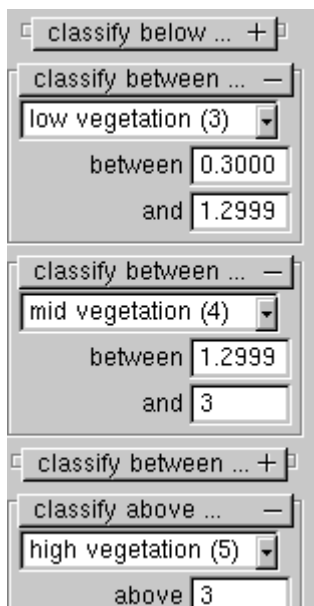 classify below ... +
classify between ... –
low vegetation (3)
between 0.3000
and 1.2999
classify between ... –
mid vegetation (4)
between 1.2999
and 3
classify between ... +
classify above ... –
high vegetation (5)
above 3